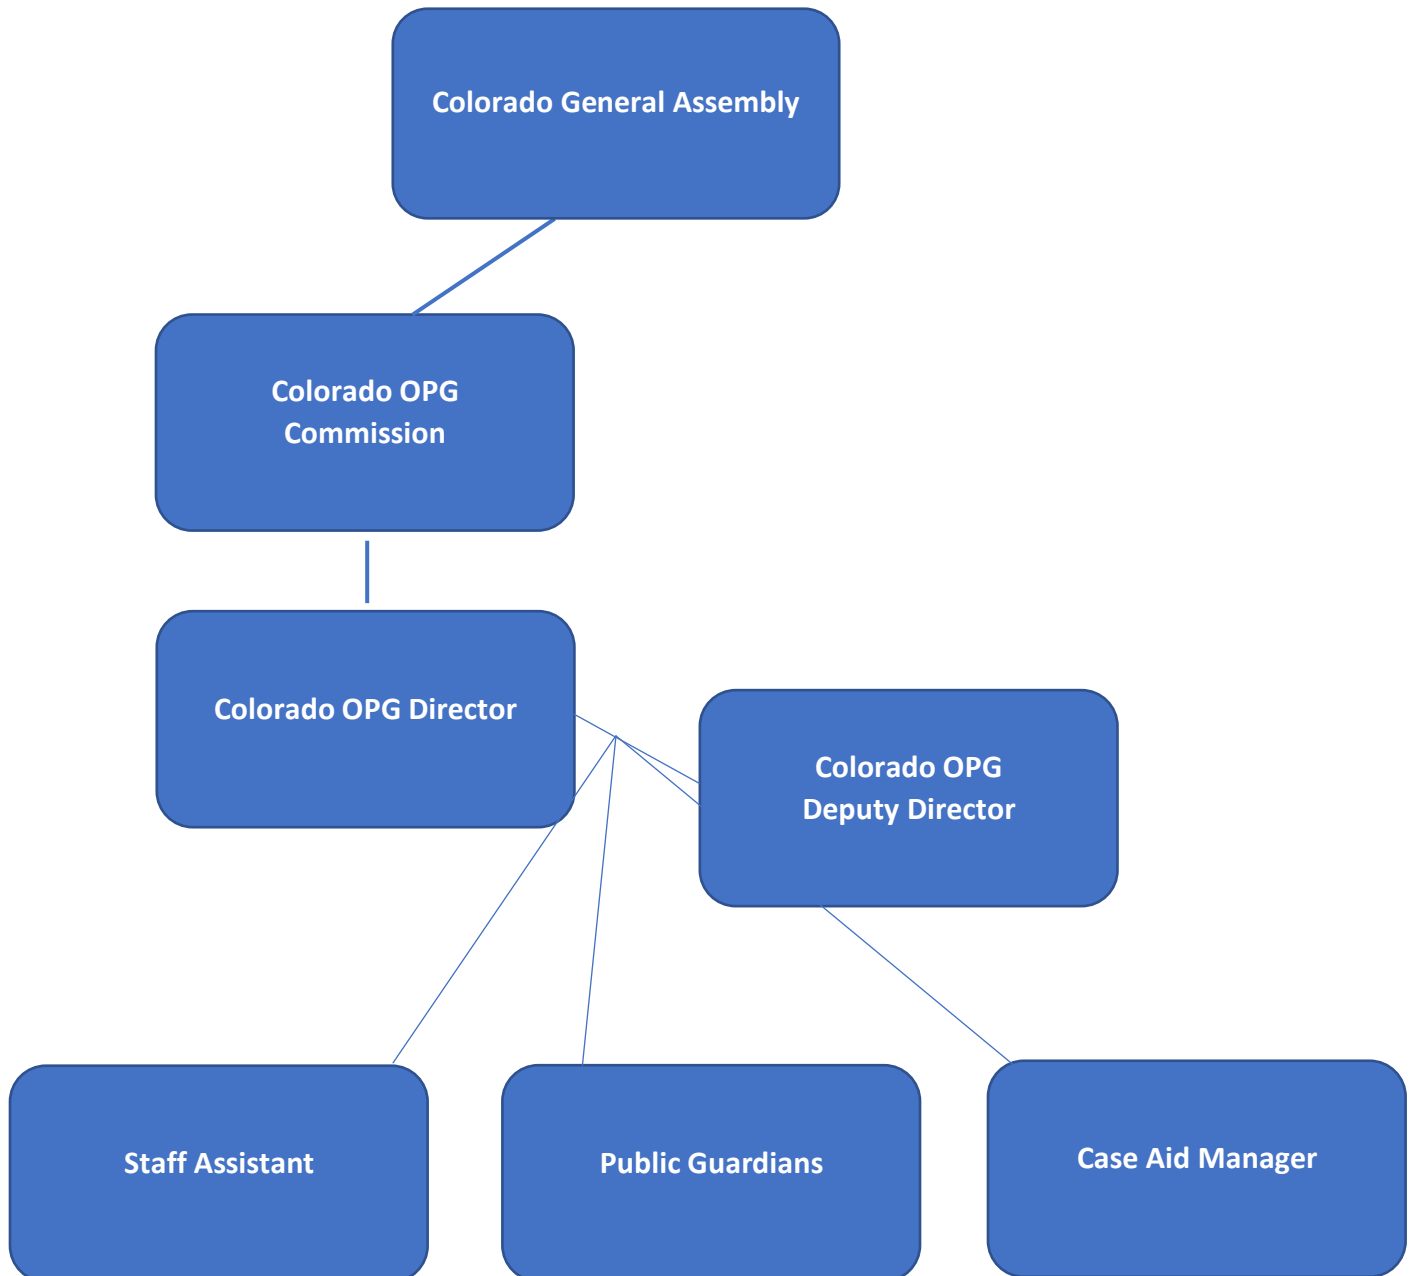 Colorado General Assembly
Colorado OPG
Commission
Colorado OPG Director
Colorado OPG
Deputy Director
Staff Assistant
Public Guardians
Case Aid Manager